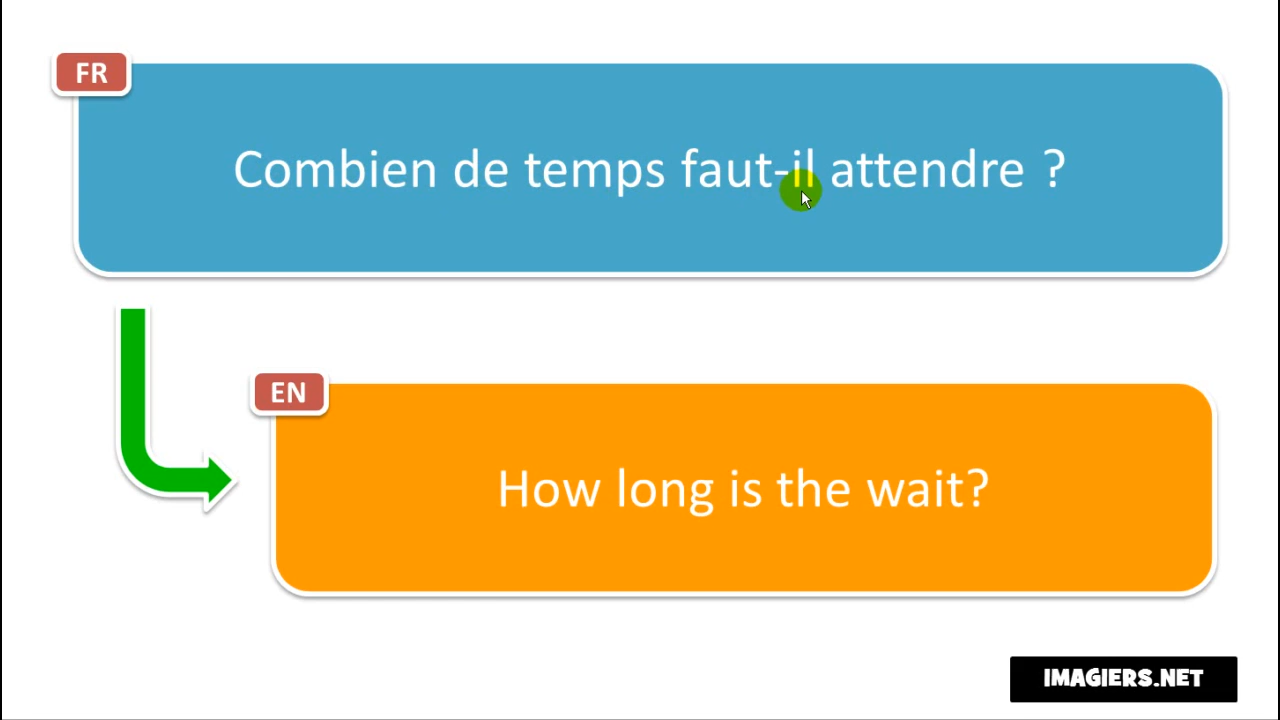 FR
Combien de temps faut-il attendre ?
EN
How long is the wait?
IMAGIERS.NET